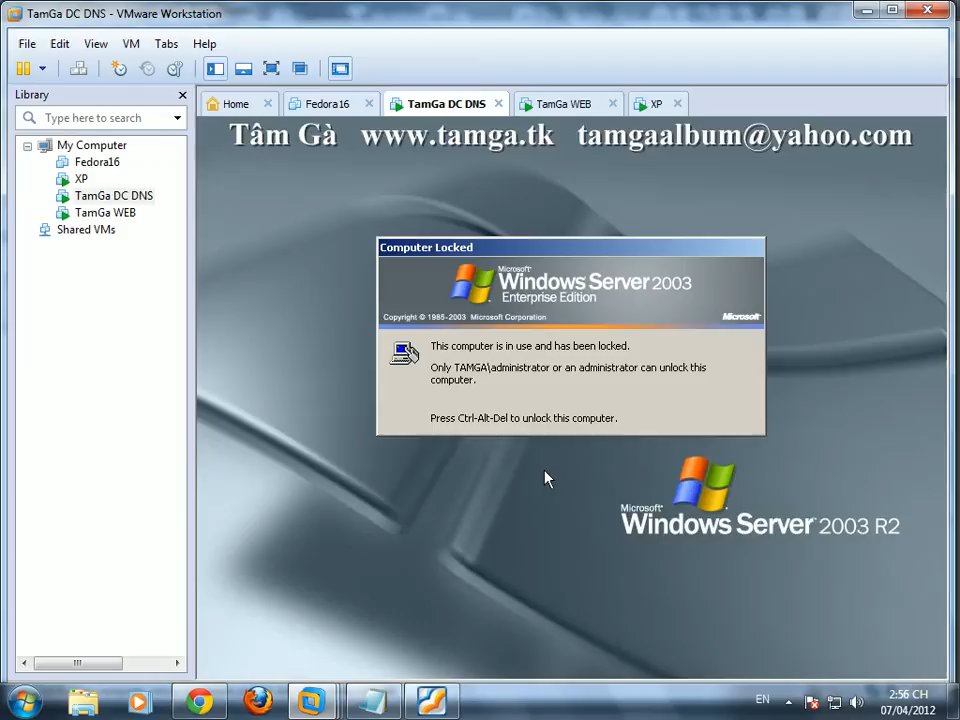 TamGa DC DNS - VMware Workstation
File Edit View VM Tabs Help
Library
Type here to search
My Computer
Fedora16
XP
TamGa DC DNS
TamGa WEB
Shared VMs
Home Fedora16 TamGa DC DNS TamGa WEB XP
Tâm Gà www.tamga.tk tamgaalbum@yahoo.com
Computer Locked
Microsoft
Windows Server 2003
Enterprise Edition
Copyright © 1985-2003 Microsoft Corporation Microsoft
This computer is in use and has been locked.
Only TAMGA\administrator or an administrator can unlock this
computer.
Press Ctrl-Alt-Del to unlock this computer.
Microsoft
Windows Server 2003 R2
EN
2:56 CH
07/04/2012